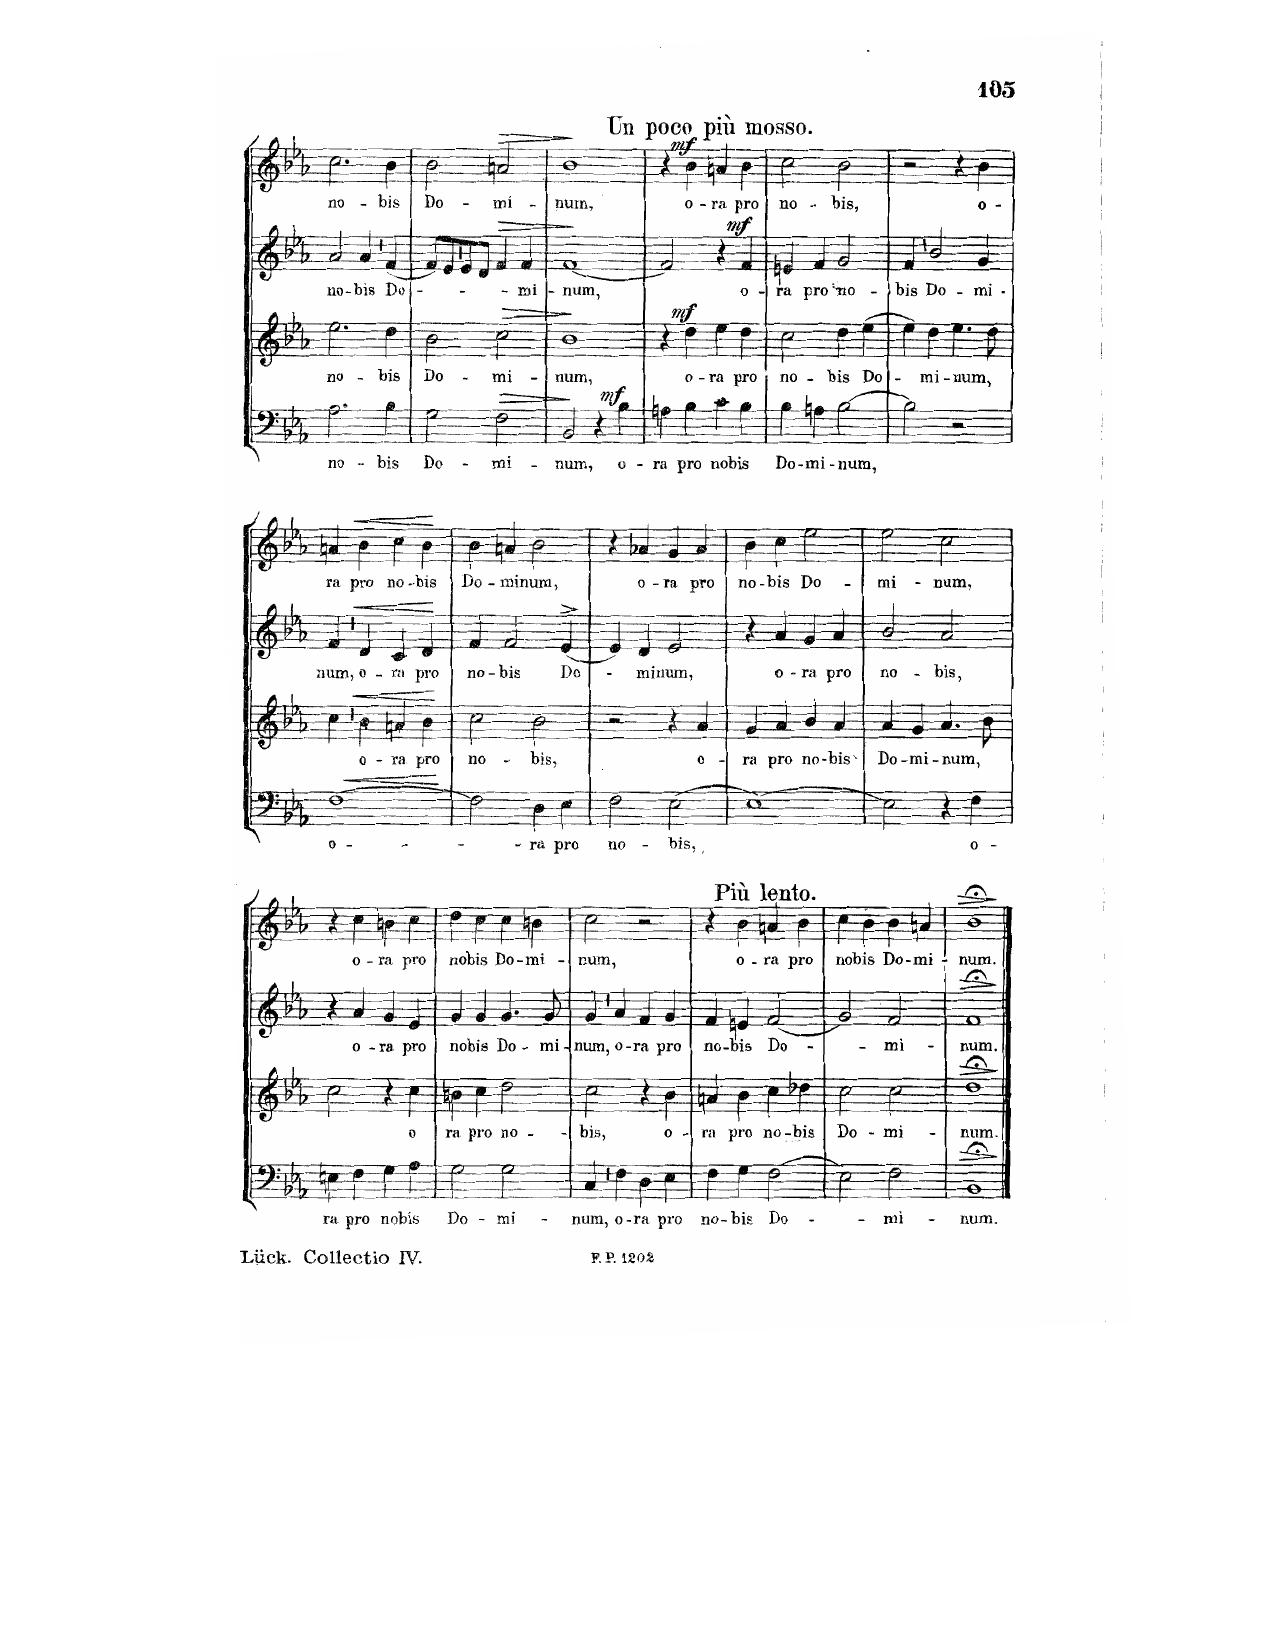 105
Un poco più mosso.
mf
no - bis Do - mi - num, o - ra pro no - bis, o -
mf
no-bis Do - - - mi - num, o - ra pro no - bis Do - mi -
mf
no - bis Do - mi - num, o - ra pro no - bis Do - mi-num,
mf
no - bis Do - mi - num, o - ra pro nobis Do-mi-num,
ra pro no-bis Do - minum, o - ra pro no-bis Do - mi - num,
num, o - ra pro no-bis Do - minum, o - ra pro no - bis,
o - ra pro no - bis, o - ra pro no-bis Do-mi-num,
o - - - ra pro no - bis, o -
Più lento.
o - ra pro nobis Do-mi - num, o - ra pro nobis Do-mi - num.
o - ra pro nobis Do - mi-num, o-ra pro no-bis Do - - mi - num.
o ra pro no - bis, o - ra pro no-bis Do - mi - num.
ra pro nobis Do - mi - num, o-ra pro no-bis Do - - mi - num.
Lück. Collectio IV. F. P. 1202